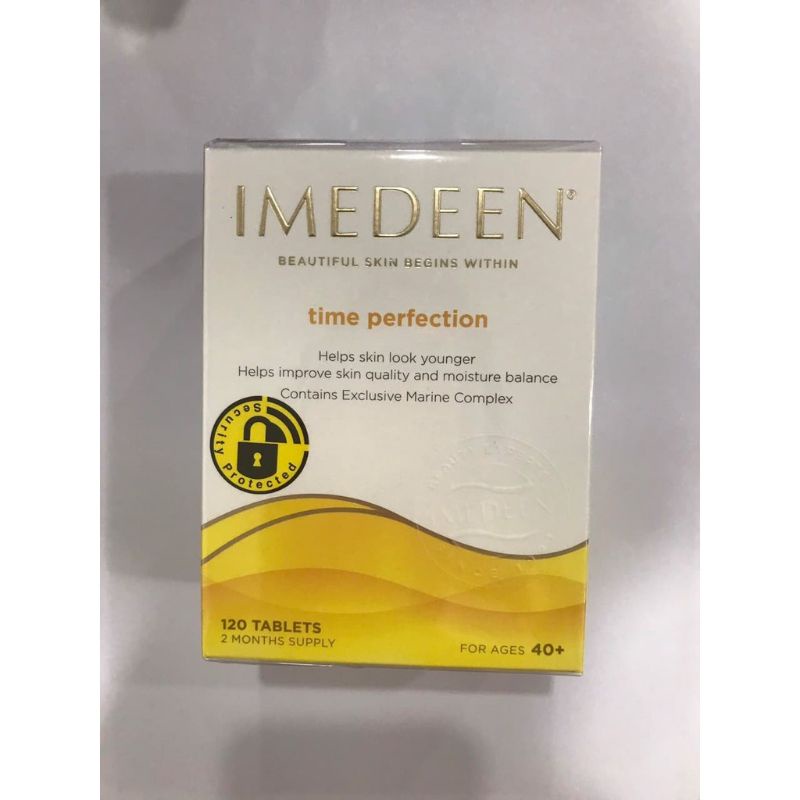 IMEDEEN®
BEAUTIFUL SKIN BEGINS WITHIN
time perfection
Helps skin look younger
Helps improve skin quality and moisture balance
Contains Exclusive Marine Complex
Security Protected
IMEDEEN
120 TABLETS
2 MONTHS SUPPLY
FOR AGES 40+